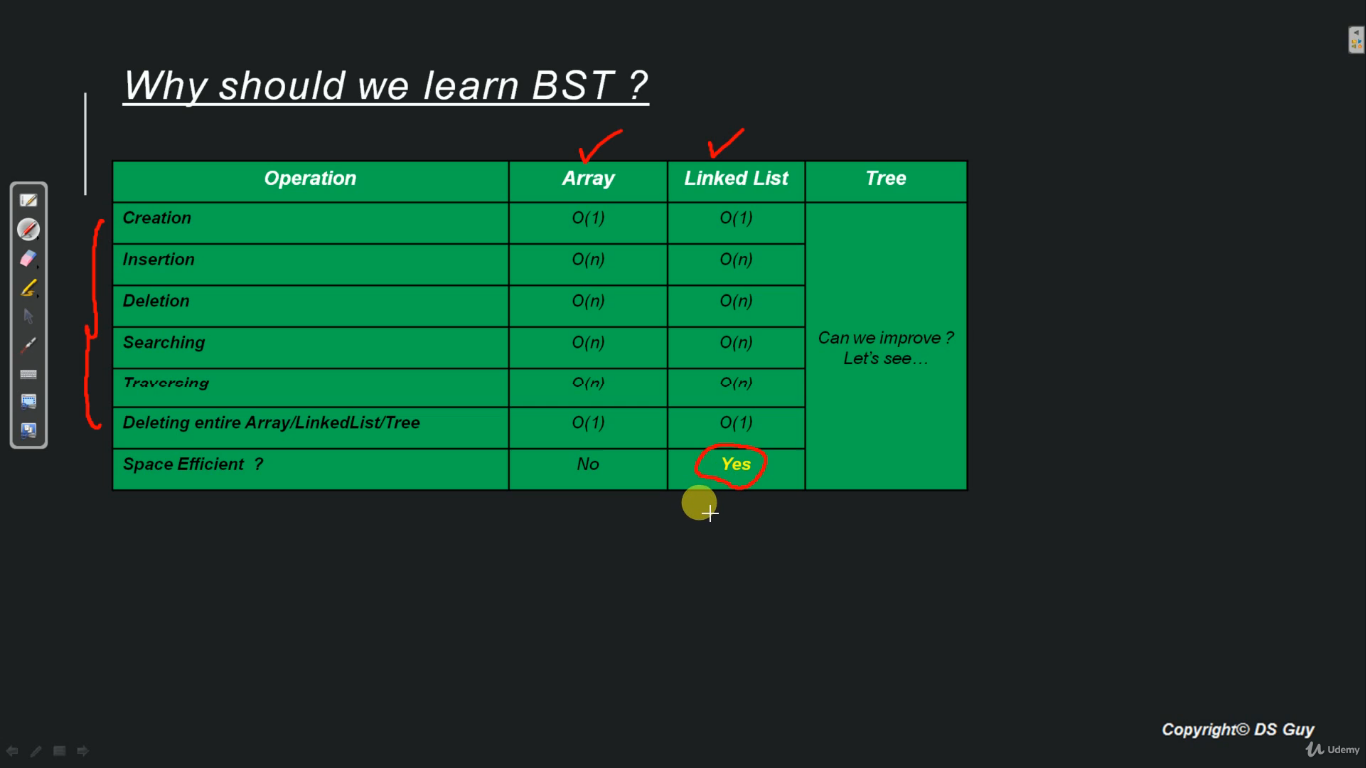 Why should we learn BST ?
Operation Array Linked List Tree
Creation O(1) O(1)
Insertion O(n) O(n)
Deletion O(n) O(n)
Searching O(n) O(n)
Can we improve ?
Let's see…
Traversing O(n) O(n)
Deleting entire Array/LinkedList/Tree O(1) O(1)
Space Efficient ? No Yes
Copyright© DS Guy
Udemy